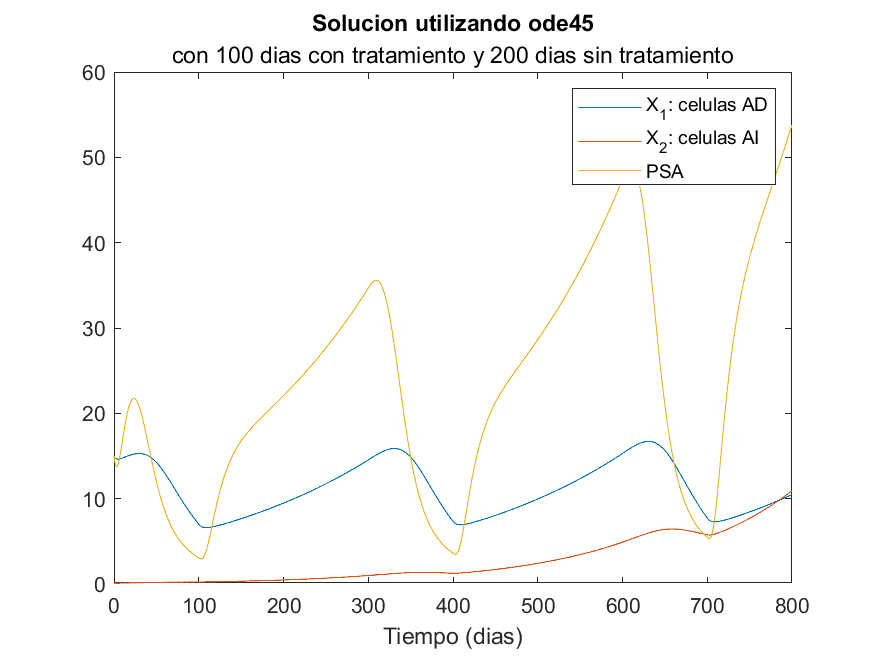 Solucion utilizando ode45
con 100 dias con tratamiento y 200 dias sin tratamiento
60
50
40
30
20
10
0
X1: celulas AD
X2: celulas AI
PSA
0 100 200 300 400 500 600 700 800
Tiempo (dias)